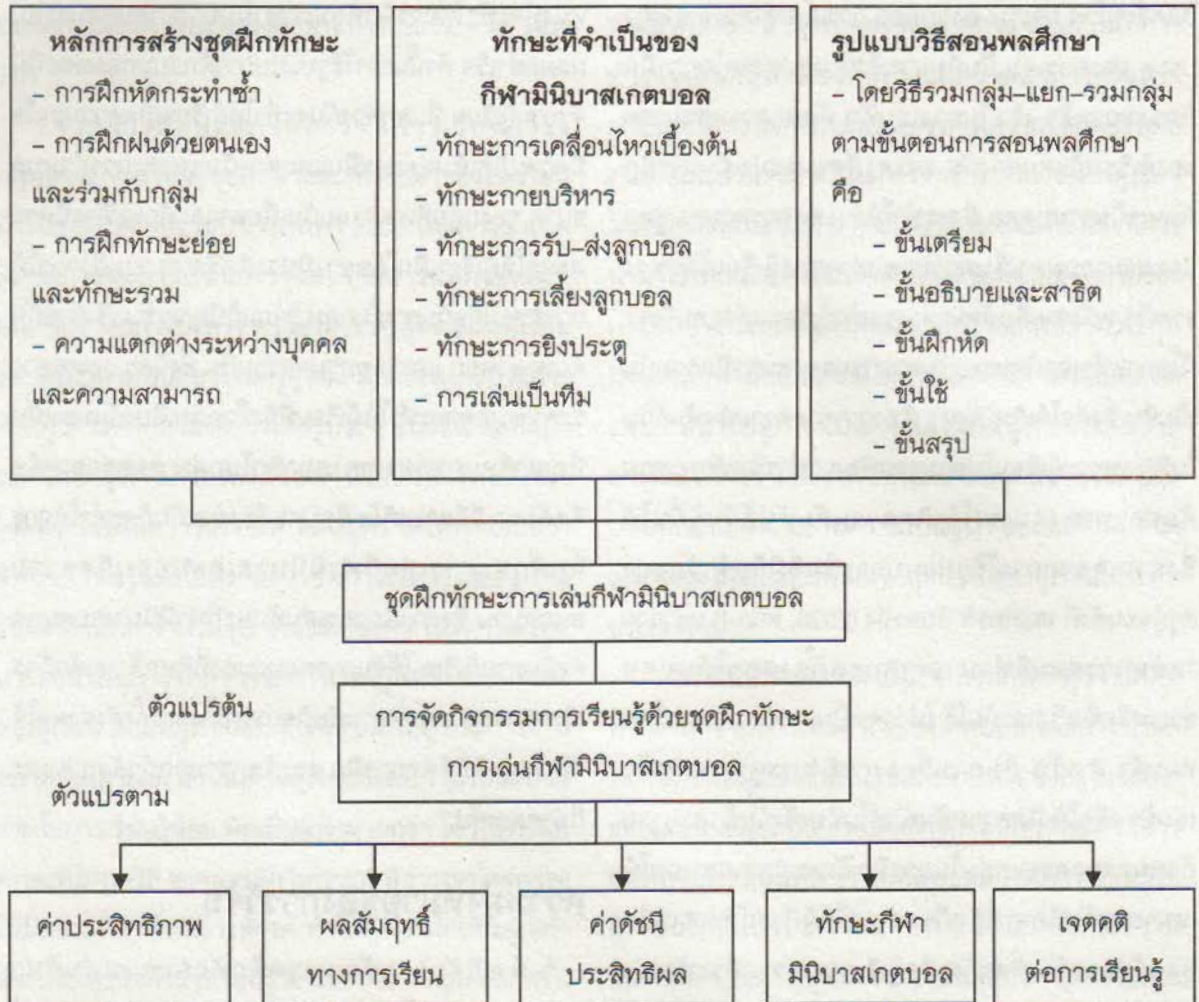 หลักการสร้างชุดฝึกทักษะ
– การฝึกหัดกระทำซ้ำ
– การฝึกฝนด้วยตนเอง
และร่วมกับกลุ่ม
– การฝึกทักษะย่อย
และทักษะรวม
– ความแตกต่างระหว่างบุคคล
และความสามารถ
ทักษะที่จำเป็นของ
กีฬามินิบาสเกตบอล
– ทักษะการเคลื่อนไหวเบื้องต้น
– ทักษะกายบริหาร
– ทักษะการรับ–ส่งลูกบอล
– ทักษะการเลี้ยงลูกบอล
– ทักษะการยิงประตู
– การเล่นเป็นทีม
รูปแบบวิธีสอนพลศึกษา
– โดยวิธีรวมกลุ่ม–แยก–รวมกลุ่ม
ตามขั้นตอนการสอนพลศึกษา
คือ
– ขั้นเตรียม
– ขั้นอธิบายและสาธิต
– ขั้นฝึกหัด
– ขั้นใช้
– ขั้นสรุป
ชุดฝึกทักษะการเล่นกีฬามินิบาสเกตบอล
ตัวแปรต้น
การจัดกิจกรรมการเรียนรู้ด้วยชุดฝึกทักษะ
การเล่นกีฬามินิบาสเกตบอล
ตัวแปรตาม
ค่าประสิทธิภาพ
ผลสัมฤทธิ์
ทางการเรียน
ค่าดัชนี
ประสิทธิผล
ทักษะกีฬา
มินิบาสเกตบอล
เจตคติ
ต่อการเรียนรู้